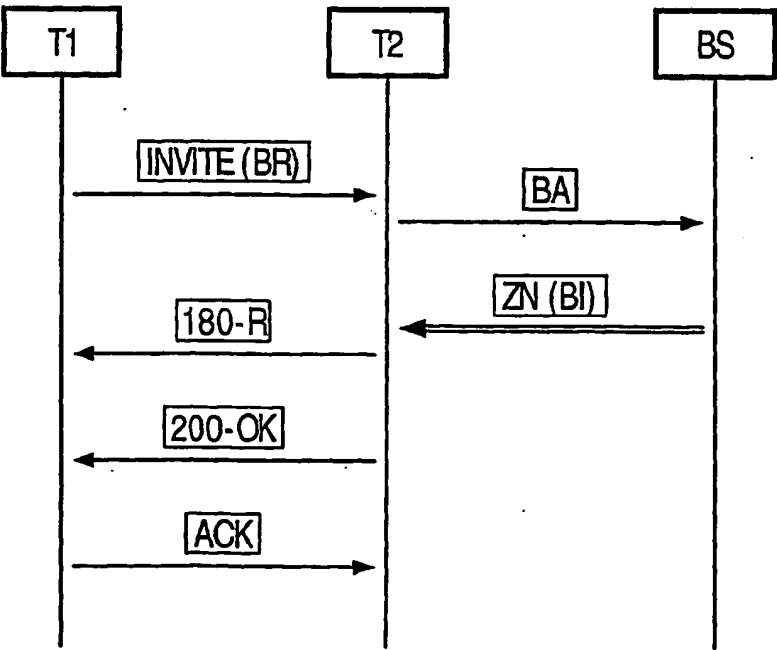 T1
T2
BS
INVITE (BR)
BA
ZN (BI)
180-R
200-OK
ACK